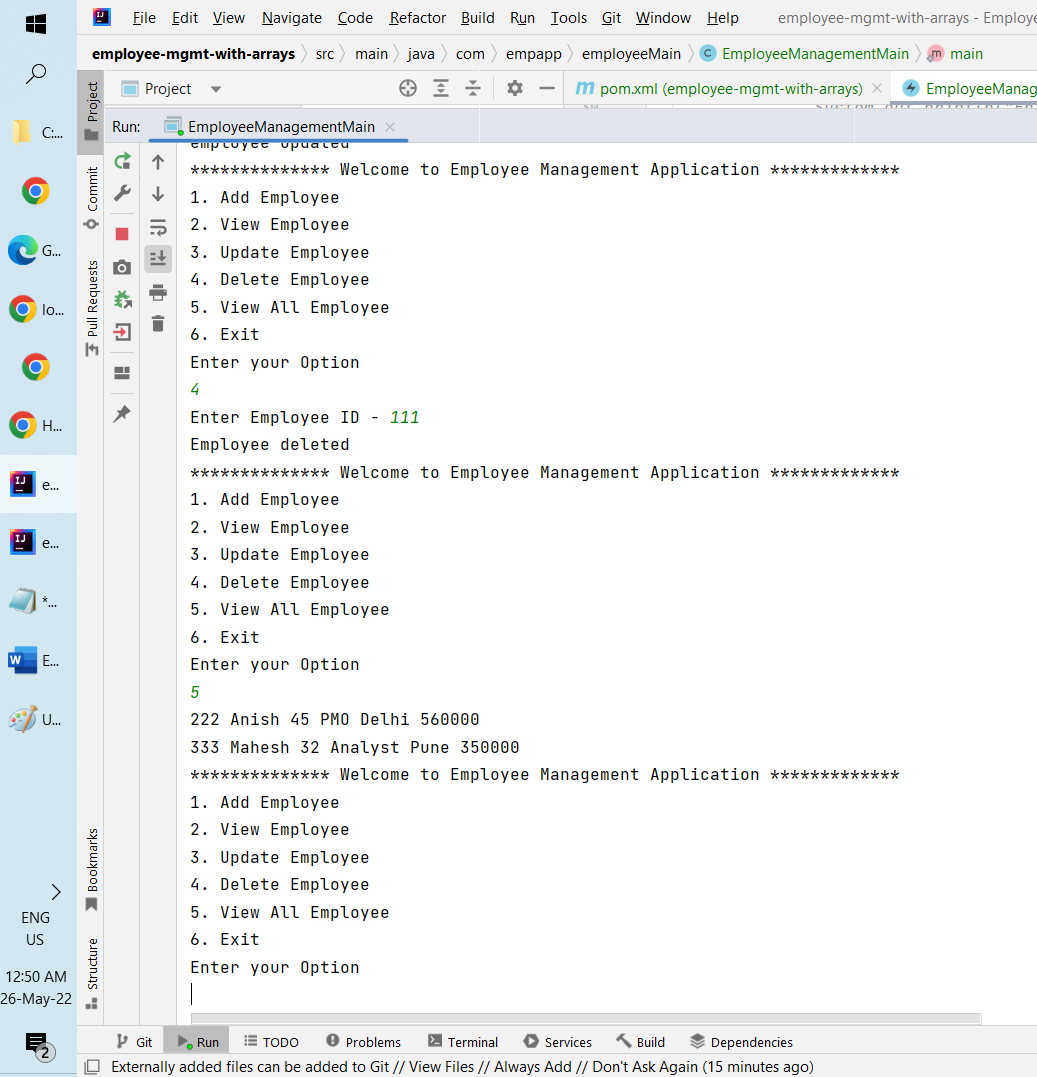 File Edit View Navigate Code Refactor Build Run Tools Git Window Help employee-mgmt-with-arrays - Employe
employee-mgmt-with-arrays src main java com empapp employeeMain C EmployeeManagementMain m main
Project
Project
m pom.xml (employee-mgmt-with-arrays) EmployeeManag
Run: EmployeeManagementMain
employee updated
************** Welcome to Employee Management Application *************
1. Add Employee
2. View Employee
3. Update Employee
4. Delete Employee
5. View All Employee
6. Exit
Enter your Option
4
Enter Employee ID - 111
Employee deleted
************** Welcome to Employee Management Application *************
1. Add Employee
2. View Employee
3. Update Employee
4. Delete Employee
5. View All Employee
6. Exit
Enter your Option
5
222 Anish 45 PMO Delhi 560000
333 Mahesh 32 Analyst Pune 350000
************** Welcome to Employee Management Application *************
1. Add Employee
2. View Employee
3. Update Employee
4. Delete Employee
5. View All Employee
6. Exit
Enter your Option
Commit
Pull Requests
Bookmarks
Structure
Git Run TODO Problems Terminal Services Build Dependencies
Externally added files can be added to Git // View Files // Always Add // Don't Ask Again (15 minutes ago)
C:...
G...
lo...
H...
IJ e...
IJ e...
*...
W E...
U...
ENG
US
12:50 AM
26-May-22
2